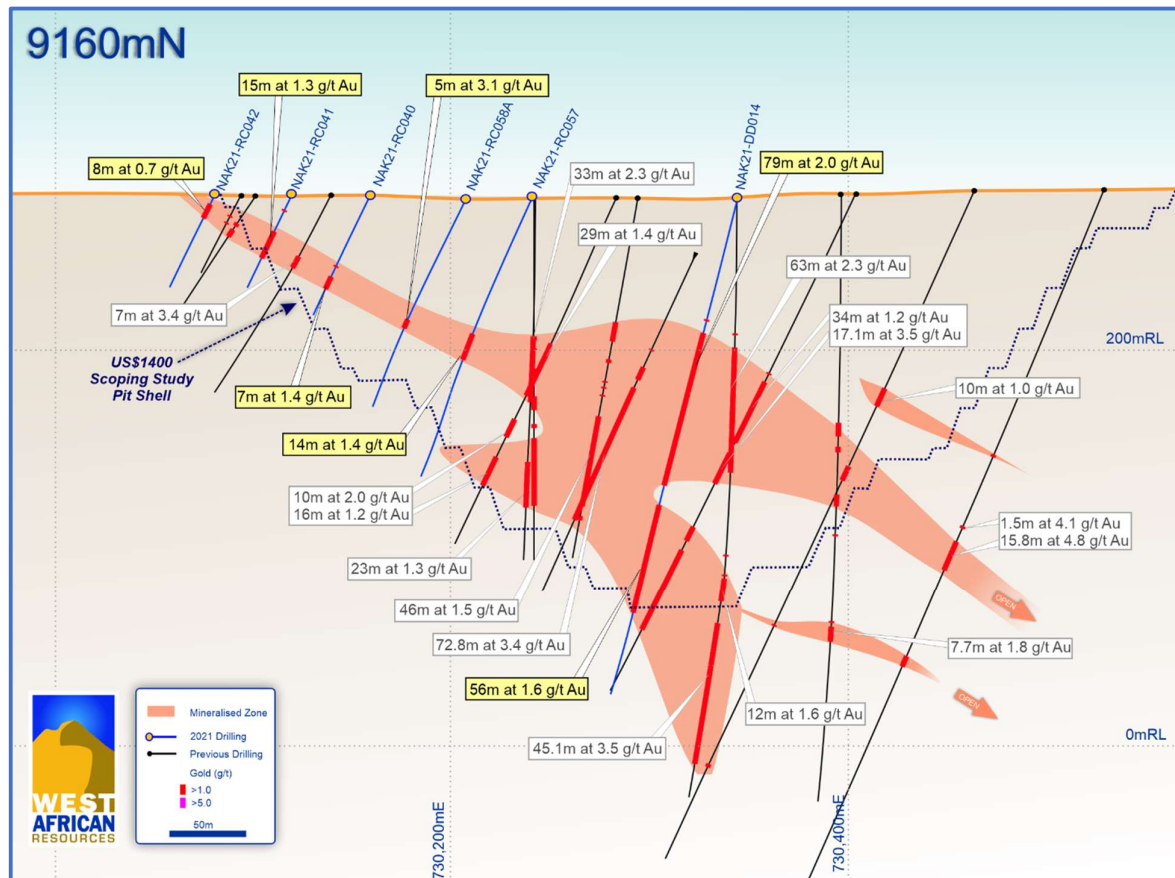 9160mN
15m at 1.3 g/t Au
5m at 3.1 g/t Au
8m at 0.7 g/t Au
NAK21-RC042
NAK21-RC041
NAK21-RC040
NAK21-RC058A
NAK21-RC057
NAK21-DD014
79m at 2.0 g/t Au
33m at 2.3 g/t Au
29m at 1.4 g/t Au
63m at 2.3 g/t Au
7m at 3.4 g/t Au
34m at 1.2 g/t Au
17.1m at 3.5 g/t Au
200mRL
US$1400
Scoping Study
Pit Shell
10m at 1.0 g/t Au
7m at 1.4 g/t Au
14m at 1.4 g/t Au
10m at 2.0 g/t Au
16m at 1.2 g/t Au
1.5m at 4.1 g/t Au
15.8m at 4.8 g/t Au
23m at 1.3 g/t Au
OPEN
46m at 1.5 g/t Au
72.8m at 3.4 g/t Au
7.7m at 1.8 g/t Au
56m at 1.6 g/t Au
12m at 1.6 g/t Au
OPEN
45.1m at 3.5 g/t Au
0mRL
WEST
AFRICAN
RESOURCES
Mineralised Zone
2021 Drilling
Previous Drilling
Gold (g/t)
>1.0
>5.0
50m
730,200mE
730,400mE